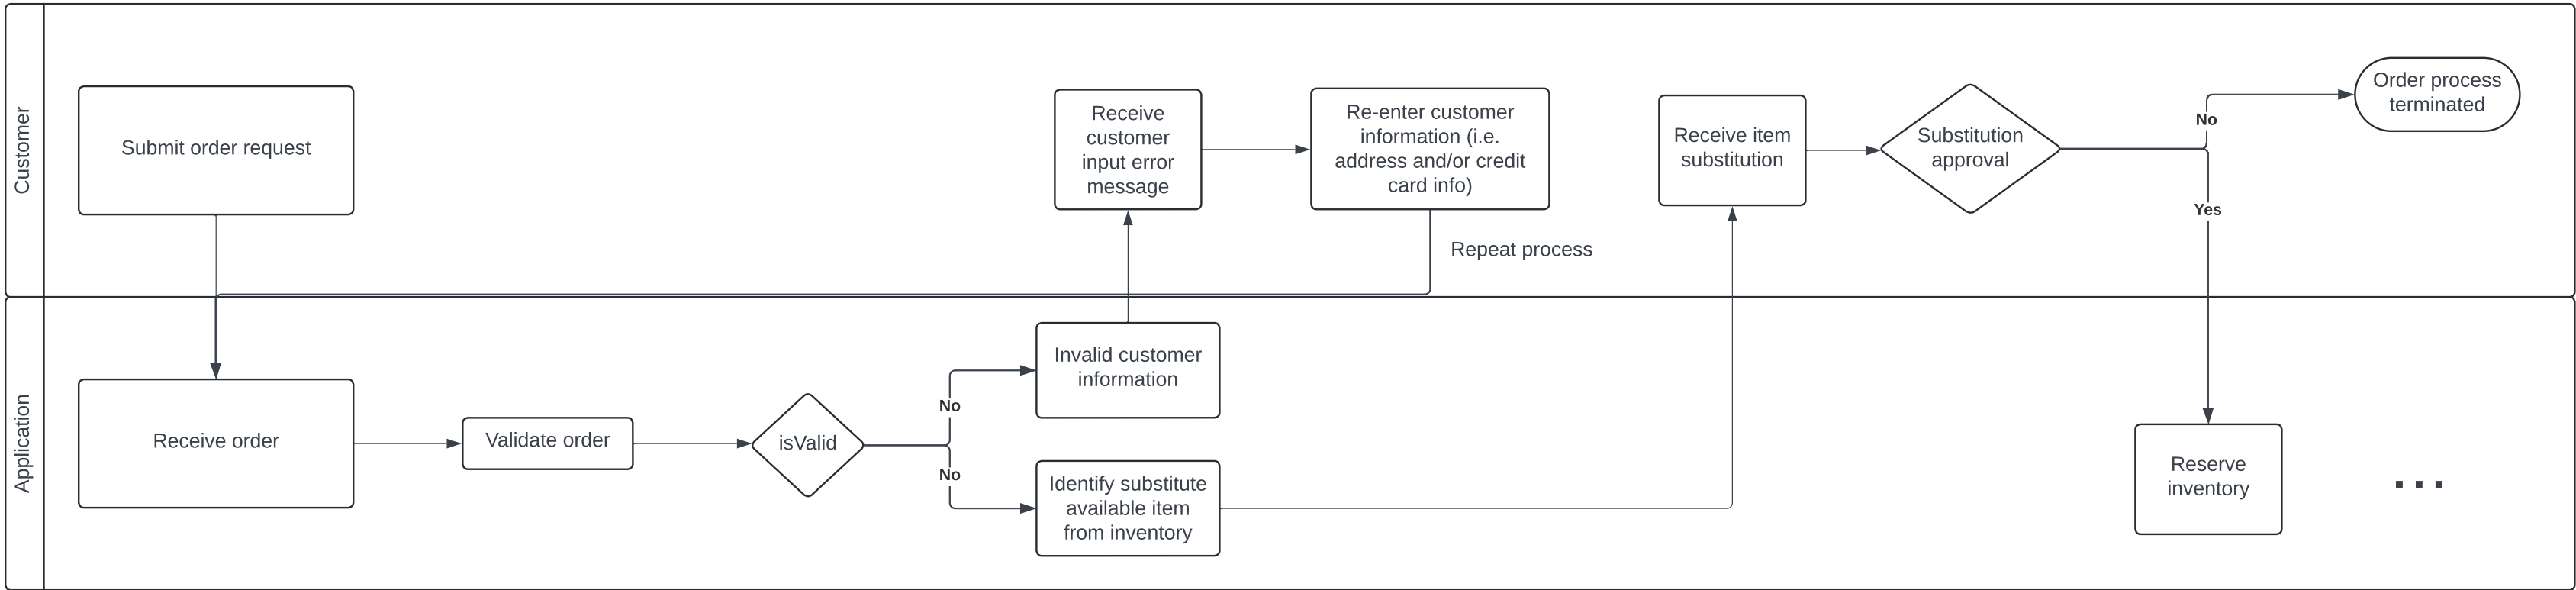 Customer
Submit order request
Receive
customer
input error
message
Re-enter customer
information (i.e.
address and/or credit
card info)
Repeat process
Receive item
substitution
Substitution
approval
No
Yes
Order process
terminated
Application
Receive order
Validate order
isValid
No
No
Invalid customer
information
Identify substitute
available item
from inventory
Reserve
inventory
...